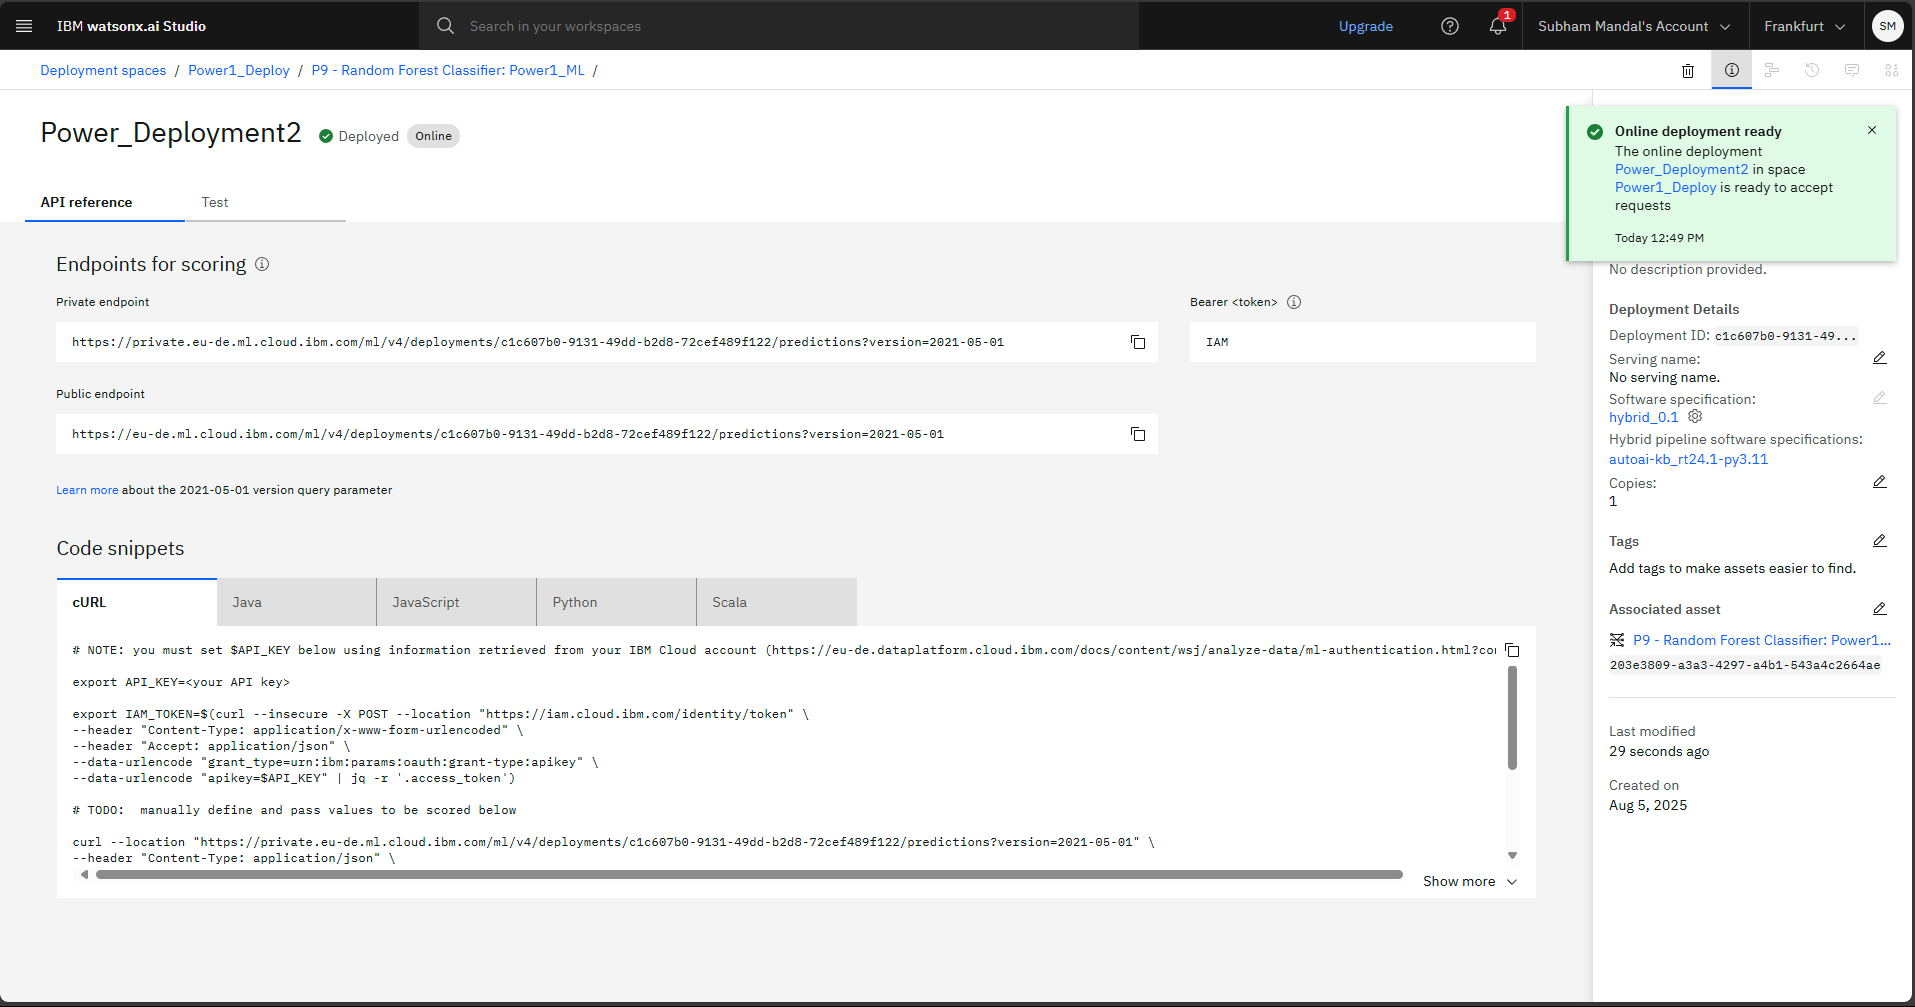 IBM watsonx.ai Studio
Search in your workspaces
Upgrade
1
Subham Mandal's Account
Frankfurt
SM
Deployment spaces / Power1_Deploy / P9 - Random Forest Classifier: Power1_ML /
Power_Deployment2
Deployed
Online
API reference
Test
Online deployment ready
The online deployment
Power_Deployment2 in space
Power1_Deploy is ready to accept
requests
Today 12:49 PM
Endpoints for scoring
Private endpoint
https://private.eu-de.ml.cloud.ibm.com/ml/v4/deployments/c1c607b0-9131-49dd-b2d8-72cef489f122/predictions?version=2021-05-01
Bearer <token>
IAM
Public endpoint
https://eu-de.ml.cloud.ibm.com/ml/v4/deployments/c1c607b0-9131-49dd-b2d8-72cef489f122/predictions?version=2021-05-01
Learn more about the 2021-05-01 version query parameter
Code snippets
cURL
Java
JavaScript
Python
Scala
# NOTE: you must set $API_KEY below using information retrieved from your IBM Cloud account (https://eu-de.dataplatform.cloud.ibm.com/docs/content/wsj/analyze-data/ml-authentication.html?con
export API_KEY=<your API key>
export IAM_TOKEN=$(curl --insecure -X POST --location "https://iam.cloud.ibm.com/identity/token" \
--header "Content-Type: application/x-www-form-urlencoded" \
--header "Accept: application/json" \
--data-urlencode "grant_type=urn:ibm:params:oauth:grant-type:apikey" \
--data-urlencode "apikey=$API_KEY" | jq -r '.access_token')
# TODO:  manually define and pass values to be scored below
curl --location "https://private.eu-de.ml.cloud.ibm.com/ml/v4/deployments/c1c607b0-9131-49dd-b2d8-72cef489f122/predictions?version=2021-05-01" \
--header "Content-Type: application/json" \
Show more
No description provided.
Deployment Details
Deployment ID: c1c607b0-9131-49...
Serving name:
No serving name.
Software specification:
hybrid_0.1
Hybrid pipeline software specifications:
autoai-kb_rt24.1-py3.11
Copies:
1
Tags
Add tags to make assets easier to find.
Associated asset
P9 - Random Forest Classifier: Power1...
203e3809-a3a3-4297-a4b1-543a4c2664ae
Last modified
29 seconds ago
Created on
Aug 5, 2025